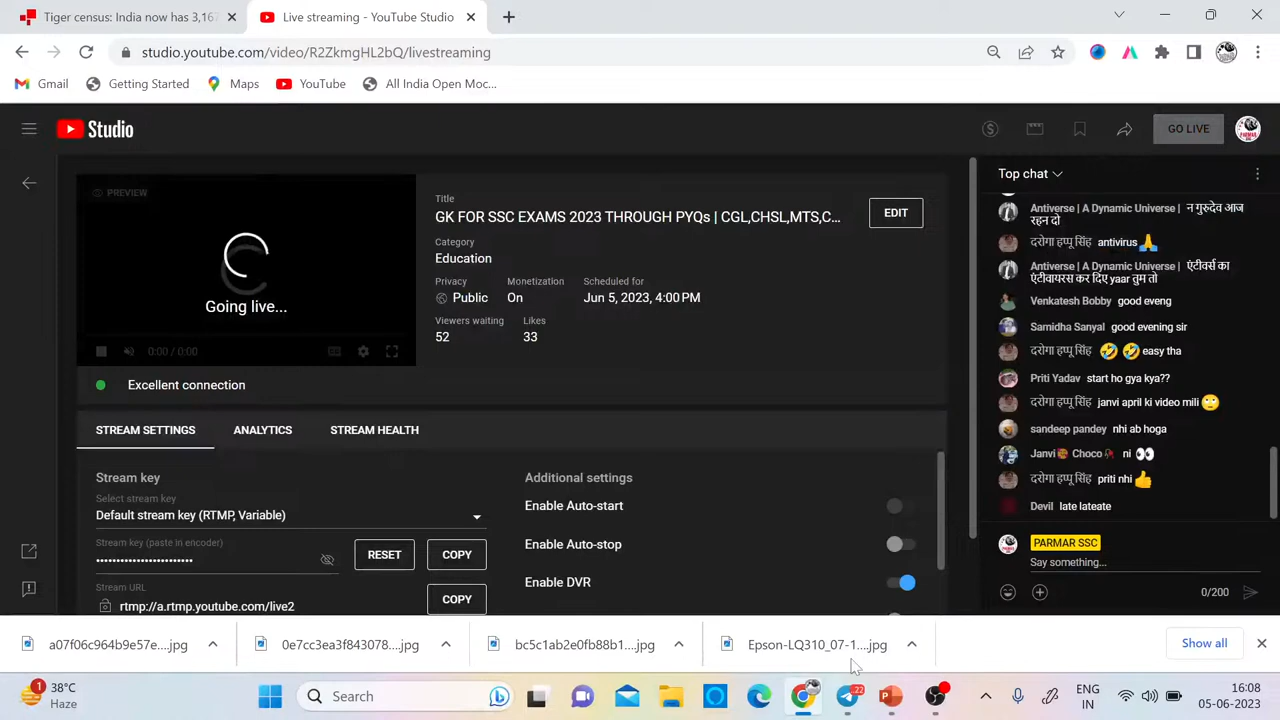 Tiger census: India now has 3,167
Live streaming - YouTube Studio
studio.youtube.com/video/R2ZkmgHL2bQ/livestreaming
Gmail
Getting Started
Maps
YouTube
All India Open Moc...
Studio
GO LIVE
PREVIEW
Going live...
0:00 / 0:00
Title
GK FOR SSC EXAMS 2023 THROUGH PYQs | CGL,CHSL,MTS,C...
EDIT
Category
Education
Privacy
Monetization
Scheduled for
Public
On
Jun 5, 2023, 4:00 PM
Viewers waiting
Likes
52
33
Excellent connection
STREAM SETTINGS
ANALYTICS
STREAM HEALTH
Stream key
Select stream key
Default stream key (RTMP, Variable)
Stream key (paste in encoder)
RESET
COPY
Stream URL
rtmp://a.rtmp.youtube.com/live2
COPY
Additional settings
Enable Auto-start
Enable Auto-stop
Enable DVR
Top chat
Antiverse | A Dynamic Universe | न गुरुदेव आज
रहन दो
दरोगा हप्पू सिंह antivirus🙏
Antiverse | A Dynamic Universe | एंटीवर्स का
एंटीवायरस कर दिए yaar तुम तो
Venkatesh Bobby good eveng
Samidha Sanyal good evening sir
दरोगा हप्पू सिंह 🤣 🤣 easy tha
Priti Yadav start ho gya kya??
दरोगा हप्पू सिंह janvi april ki video mili 🙄
sandeep pandey nhi ab hoga
Janvi Choco🥀 ni 👀
दरोगा हप्पू सिंह priti nhi 👍
Devil late lateate
PARMAR SSC
Say something...
0/200
a07f06c964b9e57e....jpg
0e7cc3ea3f843078....jpg
bc5c1ab2e0fb88b1....jpg
Epson-LQ310_07-1....jpg
Show all
1
38°C
Haze
Search
22
ENG
IN
16:08
05-06-2023